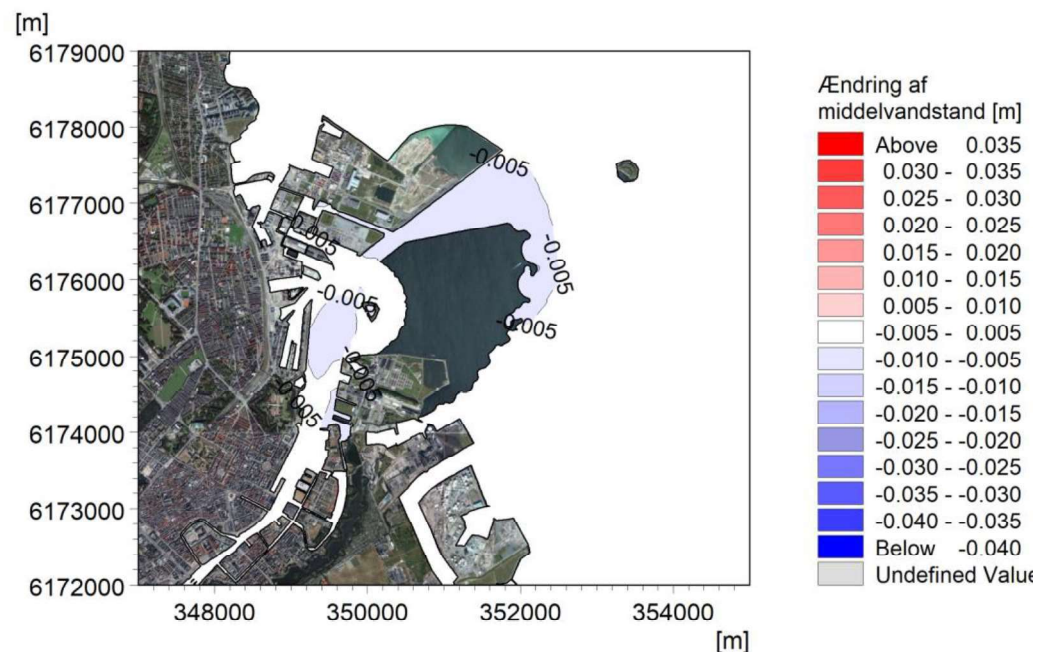 [m]
6179000
6178000
6177000
6176000
6175000
6174000
6173000
6172000
348000
350000
352000
354000
[m]
-0.005
-0.005
-0.005
-0.005
-0.005
-0.005
-0.005
Ændring af
middelvandstand [m]
Above 0.035
0.030 - 0.035
0.025 - 0.030
0.020 - 0.025
0.015 - 0.020
0.010 - 0.015
0.005 - 0.010
-0.005 - 0.005
-0.010 - -0.005
-0.015 - -0.010
-0.020 - -0.015
-0.025 - -0.020
-0.030 - -0.025
-0.035 - -0.030
-0.040 - -0.035
Below -0.040
Undefined Value